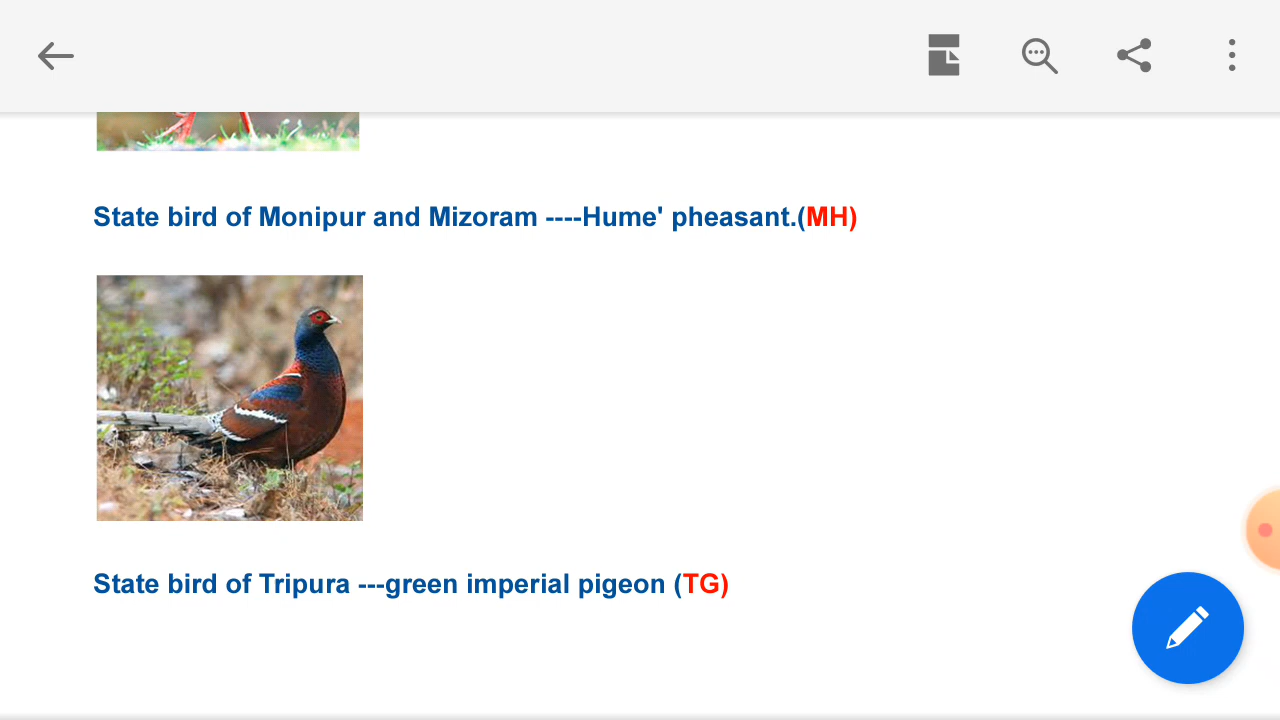 State bird of Monipur and Mizoram ----Hume' pheasant.(MH)
State bird of Tripura ---green imperial pigeon (TG)